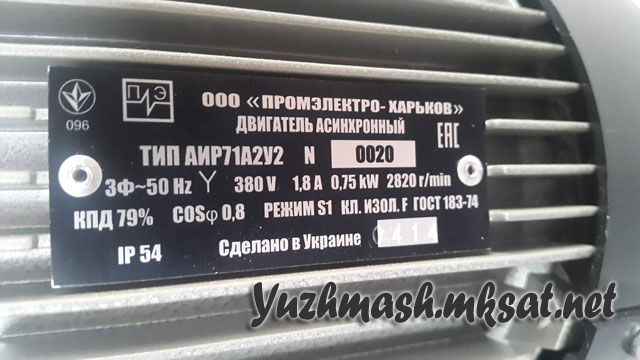 ПЭ
096
ООО «ПРОМЭЛЕКТРО-ХАРЬКОВ»
ДВИГАТЕЛЬ АСИНХРОННЫЙ
EAC
ТИП АИР71А2У2 N 0020
3Ф~50 Hz Y 380 V 1,8 A 0,75 kW 2820 r/min
КПД 79% COSφ 0,8 РЕЖИМ S1 КЛ. ИЗОЛ. F ГОСТ 183-74
IP 54 Сделано в Украине
Yuzhmash.mksat.net